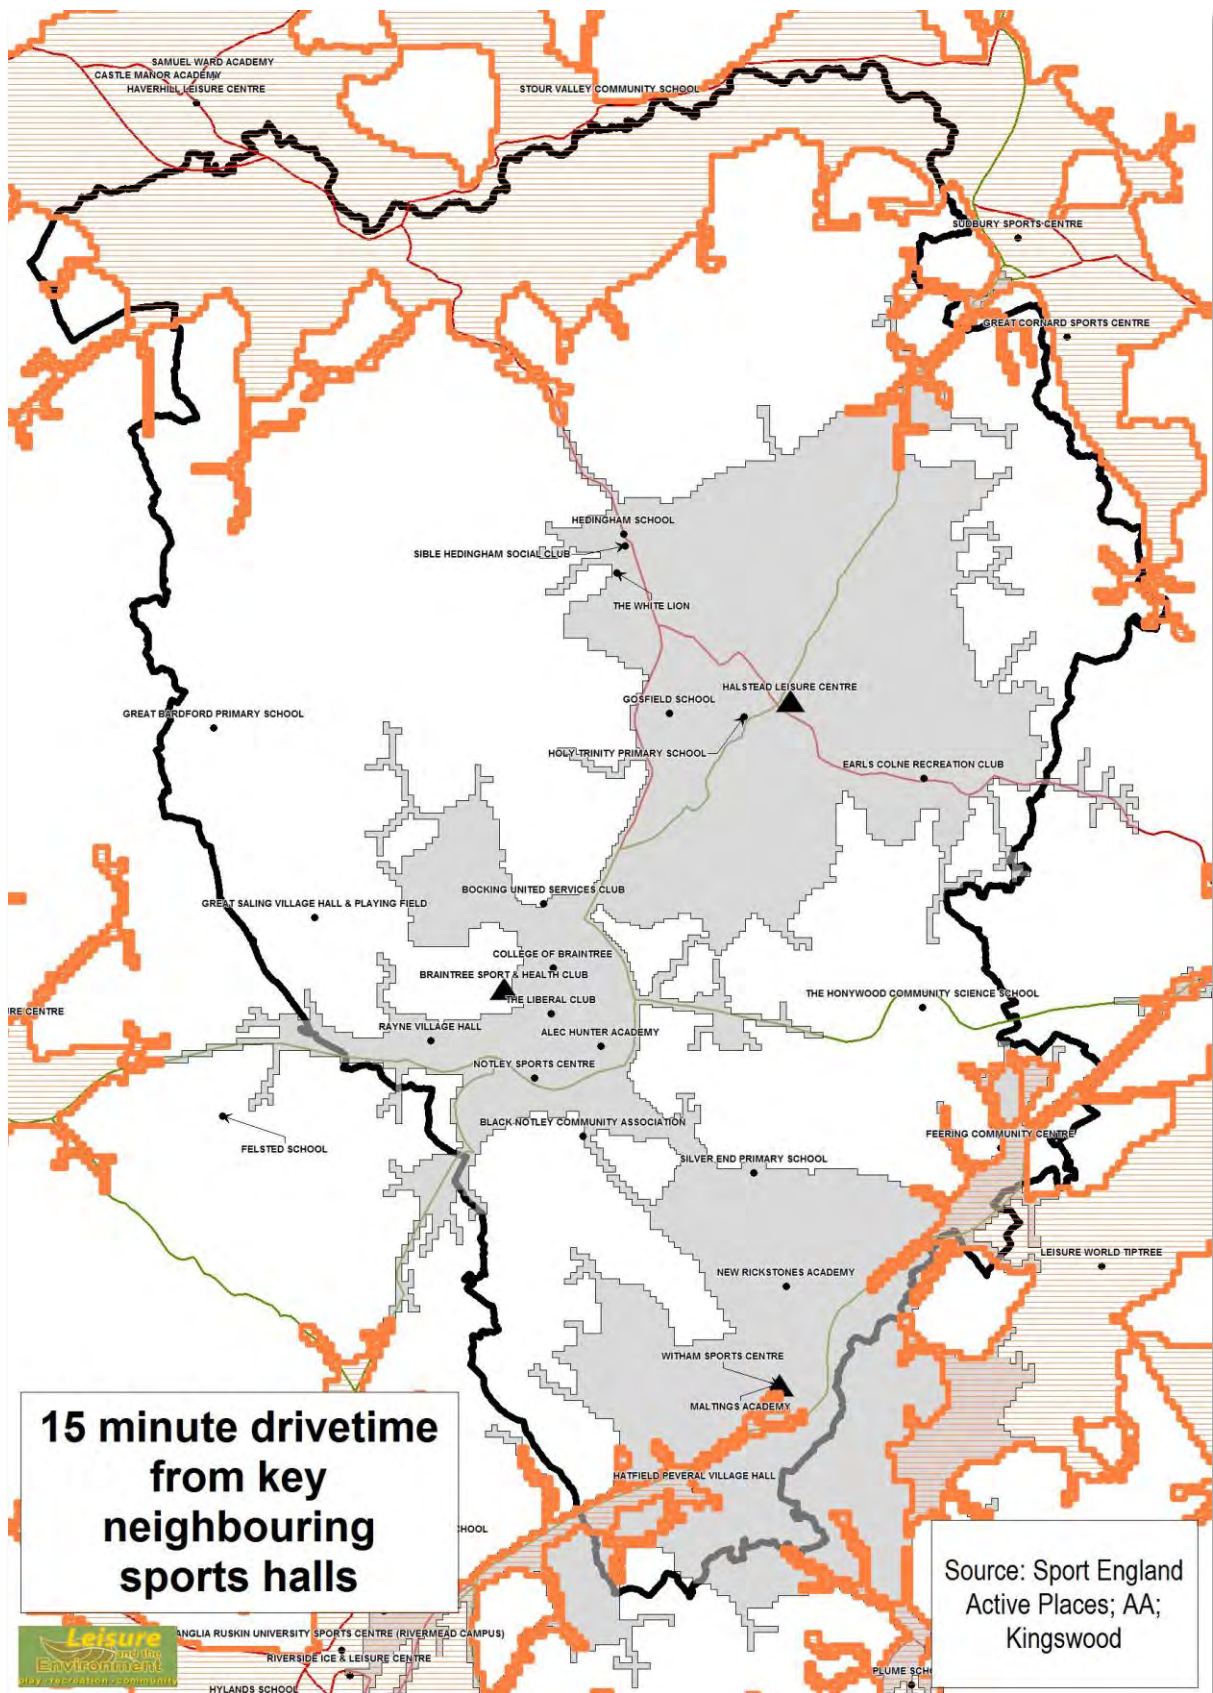 SAMUEL WARD ACADEMY
CASTLE MANOR ACADEMY
HAVERHILL LEISURE CENTRE
STOUR VALLEY COMMUNITY SCHOOL
SUDBURY SPORTS CENTRE
GREAT CORNARD SPORTS CENTRE
HEDINGHAM SCHOOL
SIBLE HEDINGHAM SOCIAL CLUB
THE WHITE LION
HALSTEAD LEISURE CENTRE
GOSFIELD SCHOOL
GREAT BARDFORD PRIMARY SCHOOL
HOLY TRINITY PRIMARY SCHOOL
EARLS COLNE RECREATION CLUB
BOCKING UNITED SERVICES CLUB
GREAT SALING VILLAGE HALL & PLAYING FIELD
COLLEGE OF BRAINTREE
BRAINTREE SPORT & HEALTH CLUB
THE LIBERAL CLUB
THE HONYWOOD COMMUNITY SCIENCE SCHOOL
URE CENTRE
RAYNE VILLAGE HALL
ALEC HUNTER ACADEMY
NOTLEY SPORTS CENTRE
BLACK NOTLEY COMMUNITY ASSOCIATION
FEERING COMMUNITY CENTRE
FELSTED SCHOOL
SILVER END PRIMARY SCHOOL
LEISURE WORLD TIPTREE
NEW RICKSTONES ACADEMY
WITHAM SPORTS CENTRE
MALTINGS ACADEMY
HATFIELD PEVERAL VILLAGE HALL
15 minute drivetime
from key
neighbouring
sports halls
SCHOOL
Source: Sport England
Active Places; AA;
Kingswood
Leisure
and the
Environment
play • recreation • community
ANGLIA RUSKIN UNIVERSITY SPORTS CENTRE (RIVERMEAD CAMPUS)
RIVERSIDE ICE & LEISURE CENTRE
HYLANDS SCHOOL
PLUME SCH